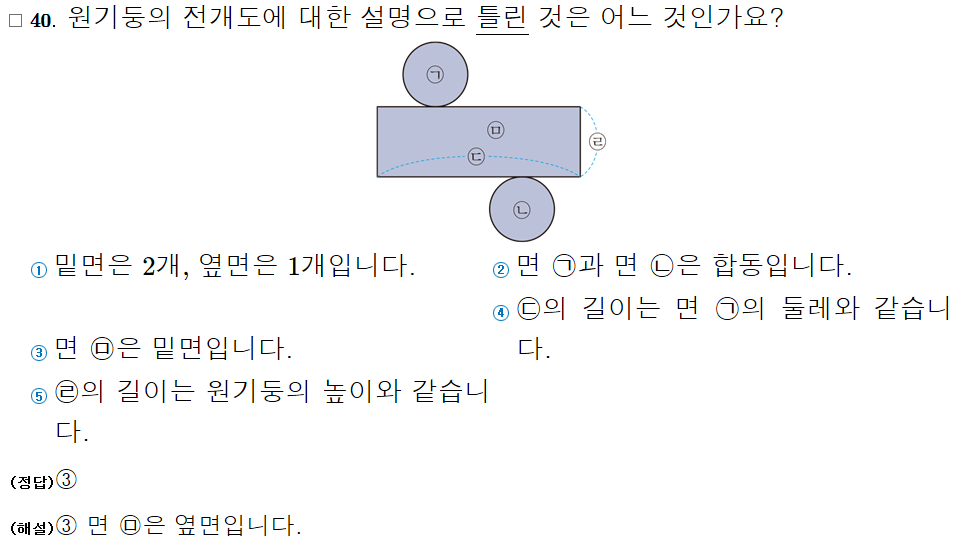 □ 40. 원기둥의 전개도에 대한 설명으로 틀린 것은 어느 것인가요?
㉠
㉤
㉣
㉢
㉡
① 밑면은 2개, 옆면은 1개입니다.
② 면 ㉠과 면 ㉡은 합동입니다.
③ 면 ㉤은 밑면입니다.
④ ㉢의 길이는 면 ㉠의 둘레와 같습니
다.
⑤ ㉣의 길이는 원기둥의 높이와 같습니
다.
(정답)③
(해설)③ 면 ㉤은 옆면입니다.